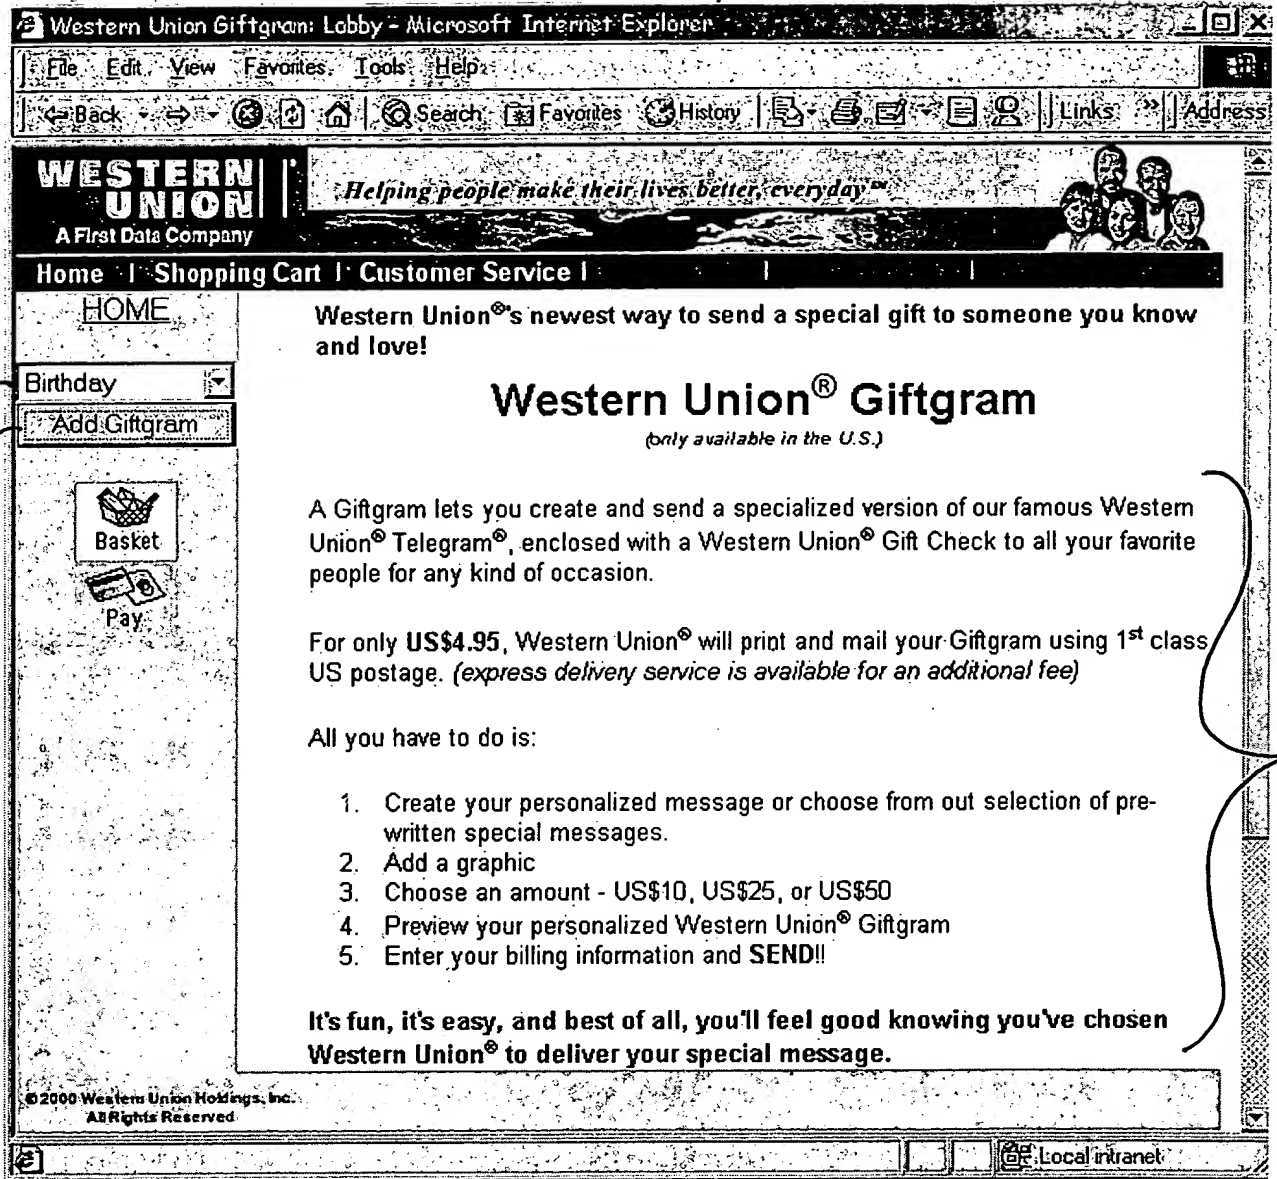 Western Union Giftgram: Lobby - Microsoft Internet Explorer
File Edit View Favorites Tools Help
Back Search Favorites History Links » Address
WESTERN
UNION
A First Data Company
Helping people make their lives better, everyday℠
Home | Shopping Cart | Customer Service |
HOME
Birthday
Add Giftgram
Basket
Pay
Western Union®'s newest way to send a special gift to someone you know
and love!
Western Union® Giftgram
(only available in the U.S.)
A Giftgram lets you create and send a specialized version of our famous Western
Union® Telegram®, enclosed with a Western Union® Gift Check to all your favorite
people for any kind of occasion.
For only US$4.95, Western Union® will print and mail your Giftgram using 1st class
US postage. (express delivery service is available for an additional fee)
All you have to do is:
1. Create your personalized message or choose from out selection of pre-
written special messages.
2. Add a graphic
3. Choose an amount - US$10, US$25, or US$50
4. Preview your personalized Western Union® Giftgram
5. Enter your billing information and SEND!!
It's fun, it's easy, and best of all, you'll feel good knowing you've chosen
Western Union® to deliver your special message.
©2000 Western Union Holdings, Inc.
All Rights Reserved
Local intranet